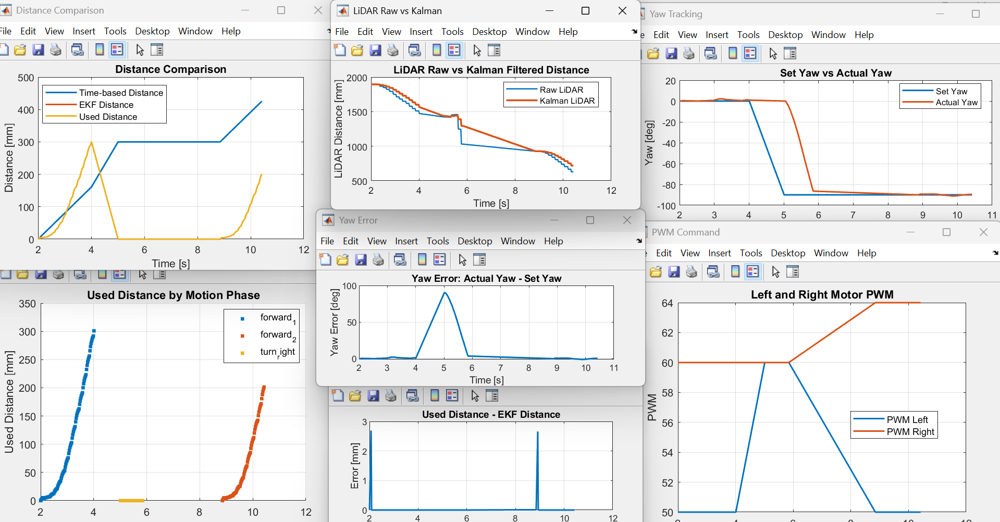 Distance Comparison
File Edit View Insert Tools Desktop Window Help
Distance Comparison
Time-based Distance
EKF Distance
Used Distance
Distance [mm]
500
400
300
200
100
0
2 4 6 8 10 12
Time [s]
LiDAR Raw vs Kalman
File Edit View Insert Tools Desktop Window Help
LiDAR Raw vs Kalman Filtered Distance
Raw LiDAR
Kalman LiDAR
LiDAR Distance [mm]
2000
1500
1000
500
2 4 6 8 10 12
Time [s]
Yaw Tracking
e Edit View Insert Tools Desktop Window Help
Set Yaw vs Actual Yaw
Set Yaw
Actual Yaw
Yaw [deg]
20
0
-20
-40
-60
-80
-100
2 3 4 5 6 7 8 9 10 11
Used Distance by Motion Phase
forward1
forward2
turnright
Used Distance [mm]
350
300
250
200
150
100
50
0
2 4 6 8 10 12
Yaw Error
File Edit View Insert Tools Desktop Window Help
Yaw Error: Actual Yaw - Set Yaw
Yaw Error [deg]
100
50
0
2 3 4 5 6 7 8 9 10 11
Time [s]
Used Distance - EKF Distance
Error [mm]
3
2
1
0
2 4 6 8 10 12
PWM Command
e Edit View Insert Tools Desktop Window Help
Left and Right Motor PWM
PWM Left
PWM Right
PWM
64
62
60
58
56
54
52
50